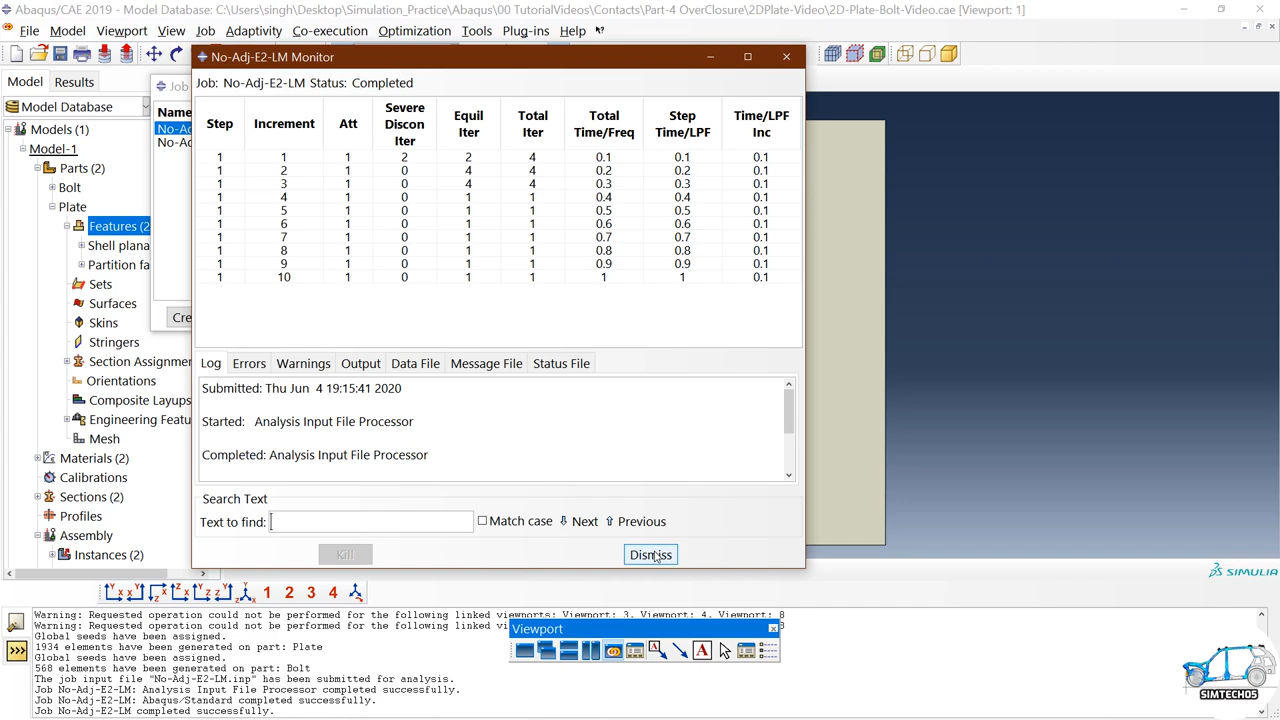 Abaqus/CAE 2019 - Model Database: C:\Users\singh\Desktop\Simulation_Practice\Abaqus\00 TutorialVideos\Contacts\Part-4 OverClosure\2DPlate-Video\2D-Plate-Bolt-Video.cae [Viewport: 1]
File Model Viewport View Job Adaptivity Co-execution Optimization Tools Plug-ins Help
No-Adj-E2-LM Monitor
Model Results
Job: No-Adj-E2-LM Status: Completed
Job
Model Database
Name
Step Increment Att Severe Discon Iter Equil Iter Total Iter Total Time/Freq Step Time/LPF Time/LPF Inc
1 1 1 2 2 4 0.1 0.1 0.1
1 2 1 0 4 4 0.2 0.2 0.1
1 3 1 0 4 4 0.3 0.3 0.1
1 4 1 0 1 1 0.4 0.4 0.1
1 5 1 0 1 1 0.5 0.5 0.1
1 6 1 0 1 1 0.6 0.6 0.1
1 7 1 0 1 1 0.7 0.7 0.1
1 8 1 0 1 1 0.8 0.8 0.1
1 9 1 0 1 1 0.9 0.9 0.1
1 10 1 0 1 1 1 1 0.1
Models (1)
No-Ad
No-Ad
Model-1
Parts (2)
Bolt
Plate
Features (2
Shell plana
Partition fa
Sets
Surfaces
Skins
Stringers
Section Assignme
Orientations
Composite Layups
Engineering Featu
Mesh
Materials (2)
Calibrations
Sections (2)
Profiles
Assembly
Instances (2)
Cre
Log Errors Warnings Output Data File Message File Status File
Submitted: Thu Jun 4 19:15:41 2020
Started: Analysis Input File Processor
Completed: Analysis Input File Processor
Search Text
Text to find: Match case Next Previous
Kill Dismiss
SIMULIA
1 2 3 4
Warning: Requested operation could not be performed for the following linked viewports: Viewport: 3, Viewport: 4, Viewport: 8
Warning: Requested operation could not be performed for the following linked vi
Global seeds have been assigned.
1934 elements have been generated on part: Plate
Global seeds have been assigned.
568 elements have been generated on part: Bolt
The job input file "No-Adj-E2-LM.inp" has been submitted for analysis.
Job No-Adj-E2-LM: Analysis Input File Processor completed successfully.
Job No-Adj-E2-LM: Abaqus/Standard completed successfully.
Job No-Adj-E2-LM completed successfully.
Viewport
A
SIMTECH05